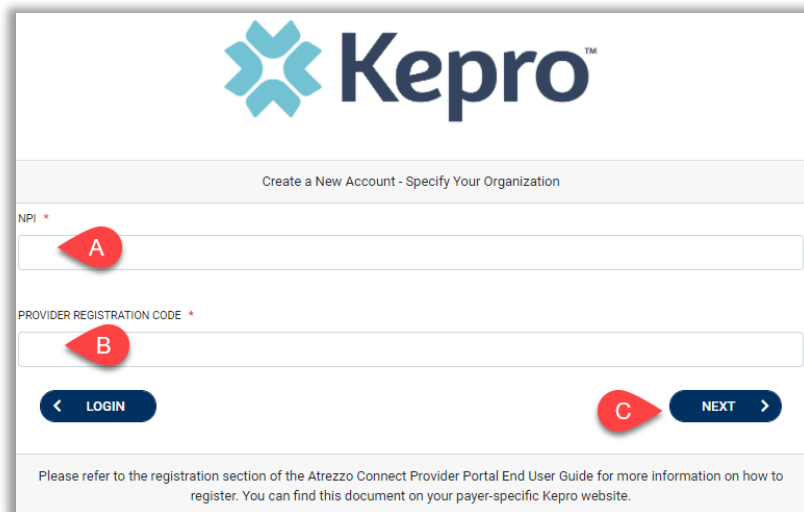 Kepro™
Create a New Account - Specify Your Organization
NPI *
A
PROVIDER REGISTRATION CODE *
B
LOGIN
C
NEXT
Please refer to the registration section of the Atrezzo Connect Provider Portal End User Guide for more information on how to
register. You can find this document on your payer-specific Kepro website.